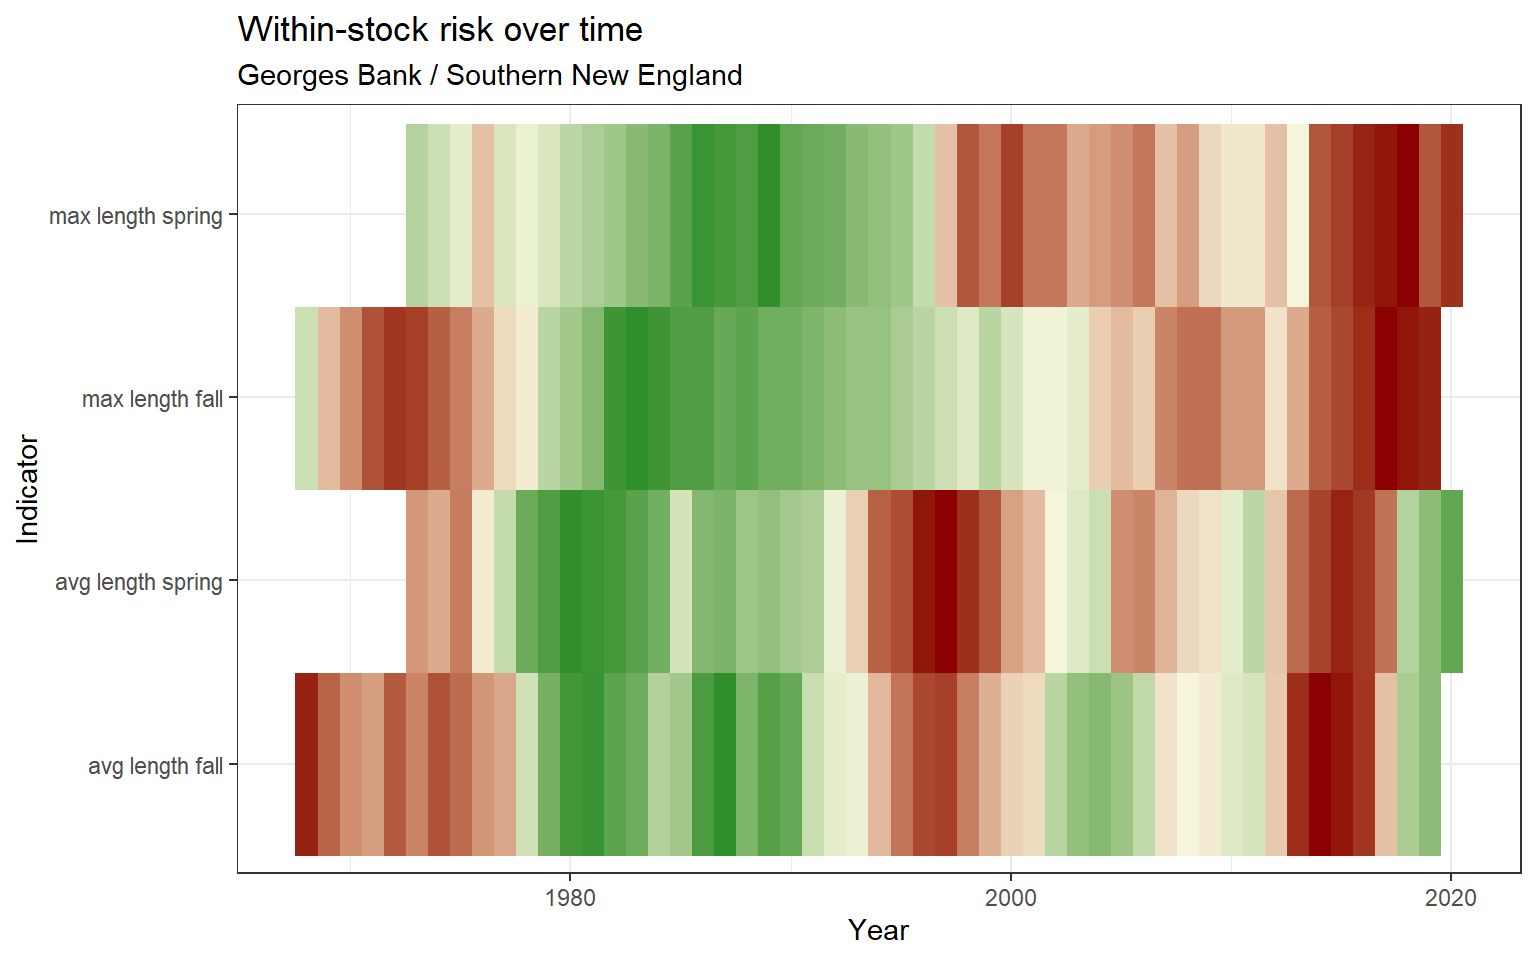 Within-stock risk over time
Georges Bank / Southern New England
max length spring
max length fall
avg length spring
avg length fall
Indicator
1980
2000
2020
Year